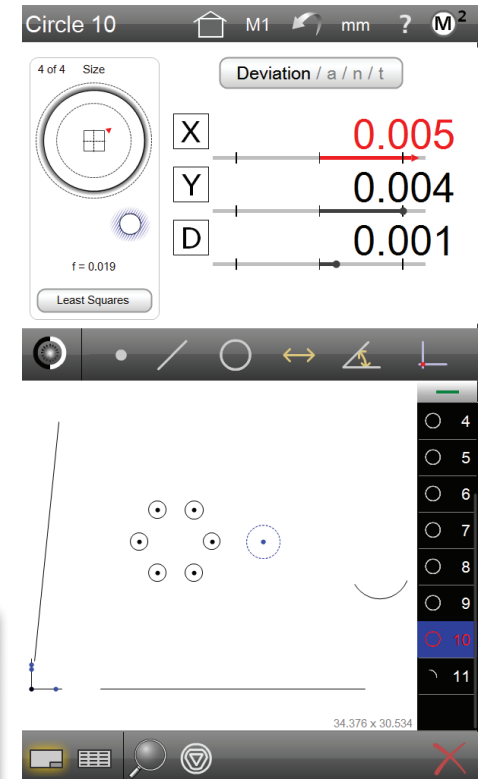 Circle 10 M1 mm ? M2
4 of 4 Size
Deviation / a / n / t
X 0.005
Y 0.004
D 0.001
f = 0.019
Least Squares
4
5
6
7
8
9
10
11
34.376 x 30.534